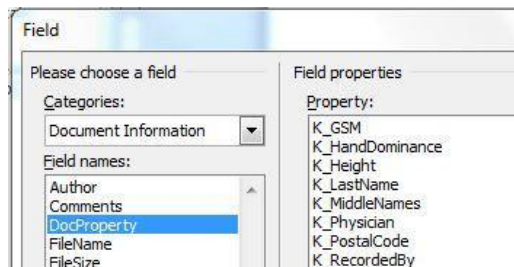 Field
Please choose a field
Categories:
Document Information
Field names:
Author
Comments
DocProperty
FileName
FileSize
Field properties
Property:
K_GSM
K_HandDominance
K_Height
K_LastName
K_MiddleNames
K_Physician
K_PostalCode
K_RecordedBy